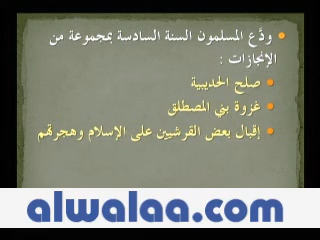 • ودَّع المسلمون السنة السادسة بمجموعة من
الإنجازات :
• صلح الحديبية
• غزوة بني المصطلق
• إقبال بعض القرشيين على الإسلام وهجرتهم
alwalaa.com